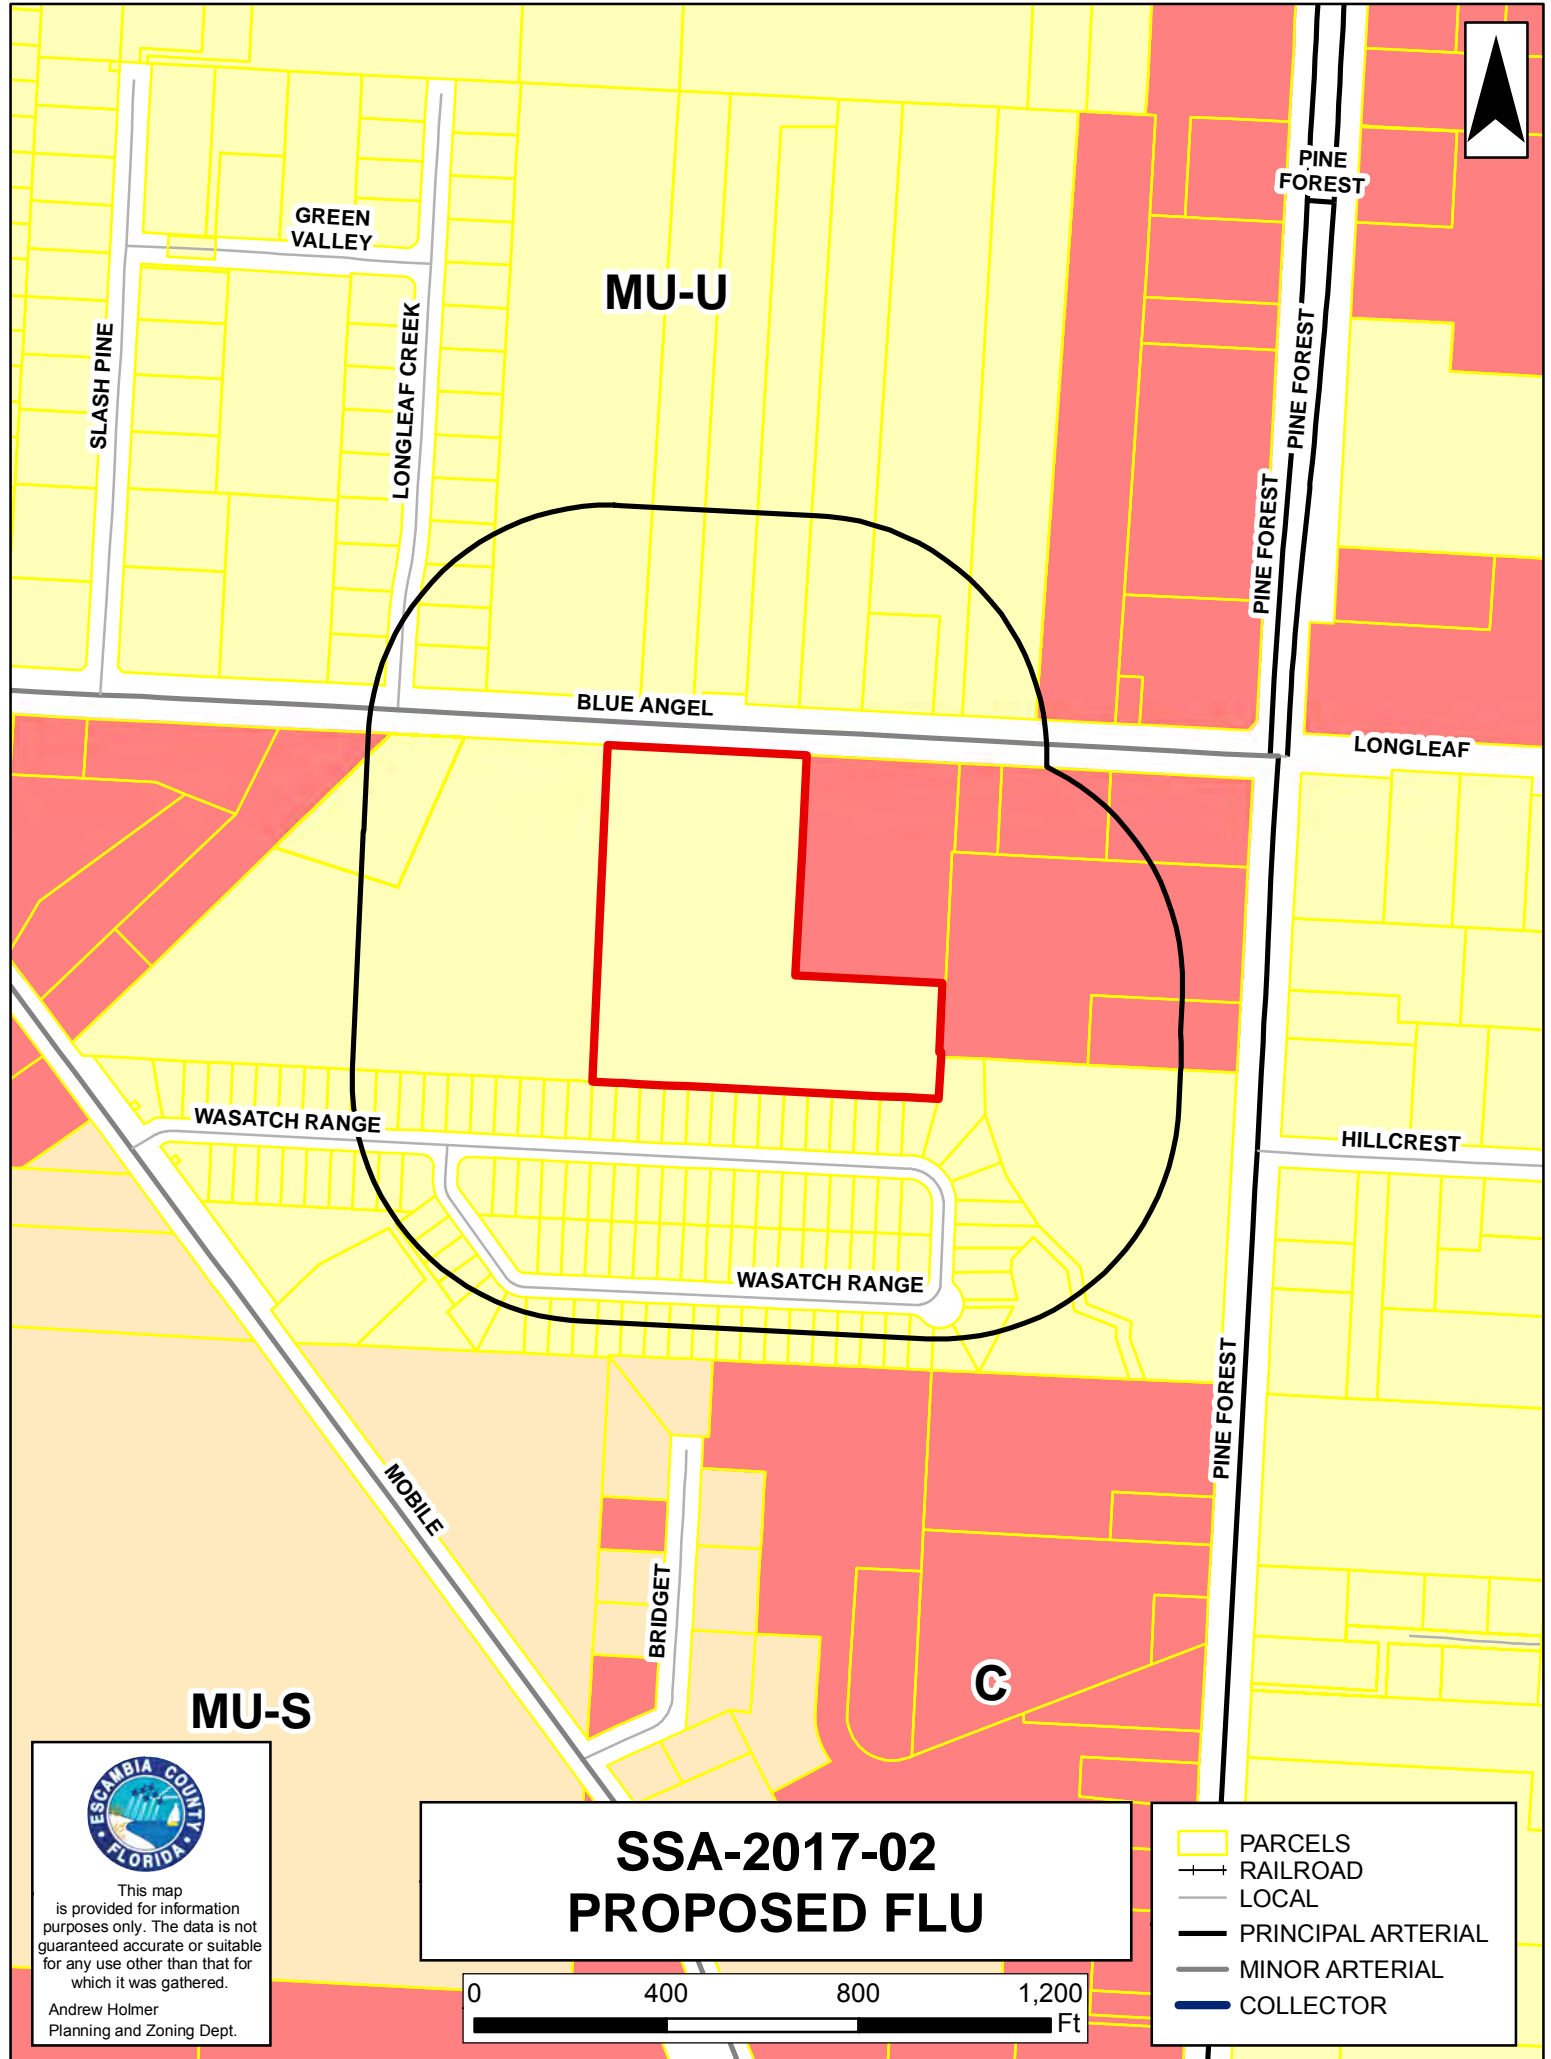 PINE
FOREST
GREEN
VALLEY
MU-U
SLASH PINE
LONGLEAF CREEK
PINE FOREST
PINE FOREST
BLUE ANGEL
LONGLEAF
WASATCH RANGE
HILLCREST
WASATCH RANGE
PINE FOREST
MOBILE
BRIDGET
C
MU-S
ESCAMBIA COUNTY
FLORIDA
This map
is provided for information
purposes only. The data is not
guaranteed accurate or suitable
for any use other than that for
which it was gathered.
Andrew Holmer
Planning and Zoning Dept.
SSA-2017-02
PROPOSED FLU
0 400 800 1,200
Ft
PARCELS
RAILROAD
LOCAL
PRINCIPAL ARTERIAL
MINOR ARTERIAL
COLLECTOR